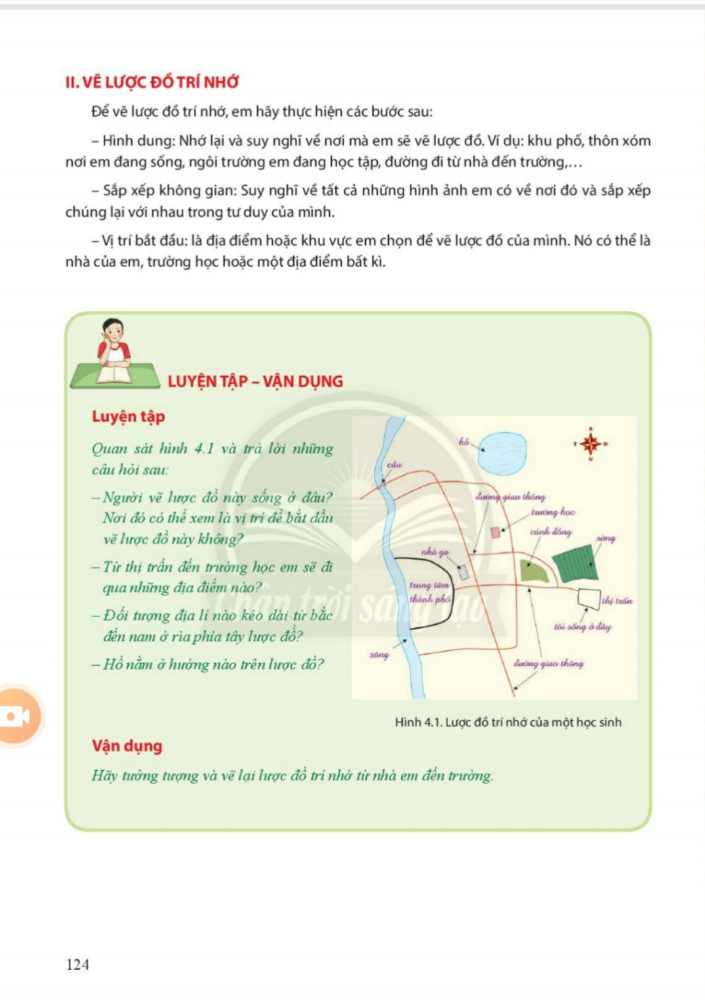 II. VẼ LƯỢC ĐỒ TRÍ NHỚ
Để vẽ lược đồ trí nhớ, em hãy thực hiện các bước sau:
– Hình dung: Nhớ lại và suy nghĩ về nơi mà em sẽ vẽ lược đồ. Ví dụ: khu phố, thôn xóm
nơi em đang sống, ngôi trường em đang học tập, đường đi từ nhà đến trường,…
– Sắp xếp không gian: Suy nghĩ về tất cả những hình ảnh em có về nơi đó và sắp xếp
chúng lại với nhau trong tư duy của mình.
– Vị trí bắt đầu: là địa điểm hoặc khu vực em chọn để vẽ lược đồ của mình. Nó có thể là
nhà của em, trường học hoặc một địa điểm bất kì.
LUYỆN TẬP – VẬN DỤNG
Luyện tập
Quan sát hình 4.1 và trả lời những
câu hỏi sau:
– Người vẽ lược đồ này sống ở đâu?
Nơi đó có thể xem là vị trí để bắt đầu
vẽ lược đồ này không?
– Từ thị trấn đến trường học em sẽ đi
qua những địa điểm nào?
– Đối tượng địa lí nào kéo dài từ bắc
đến nam ở rìa phía tây lược đồ?
– Hồ nằm ở hướng nào trên lược đồ?
Chân trời sáng tạo
B
T
Đ
N
hồ
cầu
đường giao thông
trường học
cánh đồng
rừng
nhà ga
trung tâm
thành phố
thị trấn
tôi sống ở đây
sông
đường giao thông
Hình 4.1. Lược đồ trí nhớ của một học sinh
Vận dụng
Hãy tưởng tượng và vẽ lại lược đồ trí nhớ từ nhà em đến trường.
124